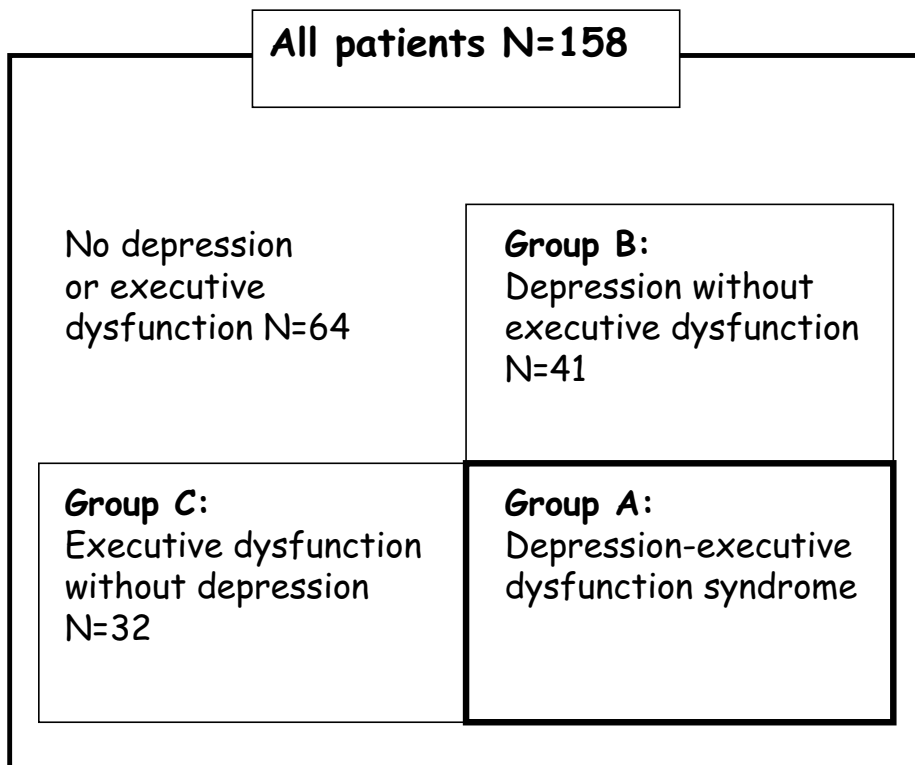 All patients N=158
No depression
or executive
dysfunction N=64
Group B:
Depression without
executive dysfunction
N=41
Group C:
Executive dysfunction
without depression
N=32
Group A:
Depression-executive
dysfunction syndrome